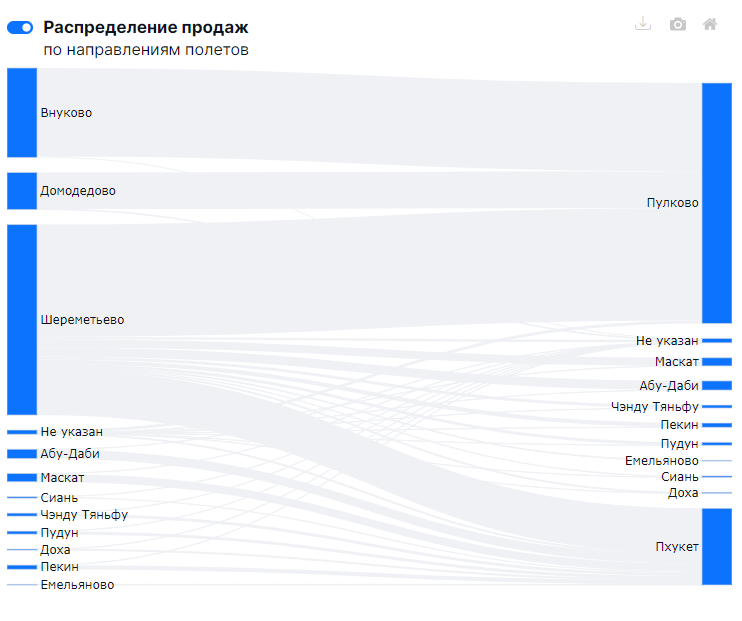 Распределение продаж
по направлениям полетов
Внуково
Домодедово
Шереметьево
Не указан
Абу-Даби
Маскат
Сиань
Чэнду Тяньфу
Пудун
Доха
Пекин
Емельяново
Пулково
Не указан
Маскат
Абу-Даби
Чэнду Тяньфу
Пекин
Пудун
Емельяново
Сиань
Доха
Пхукет